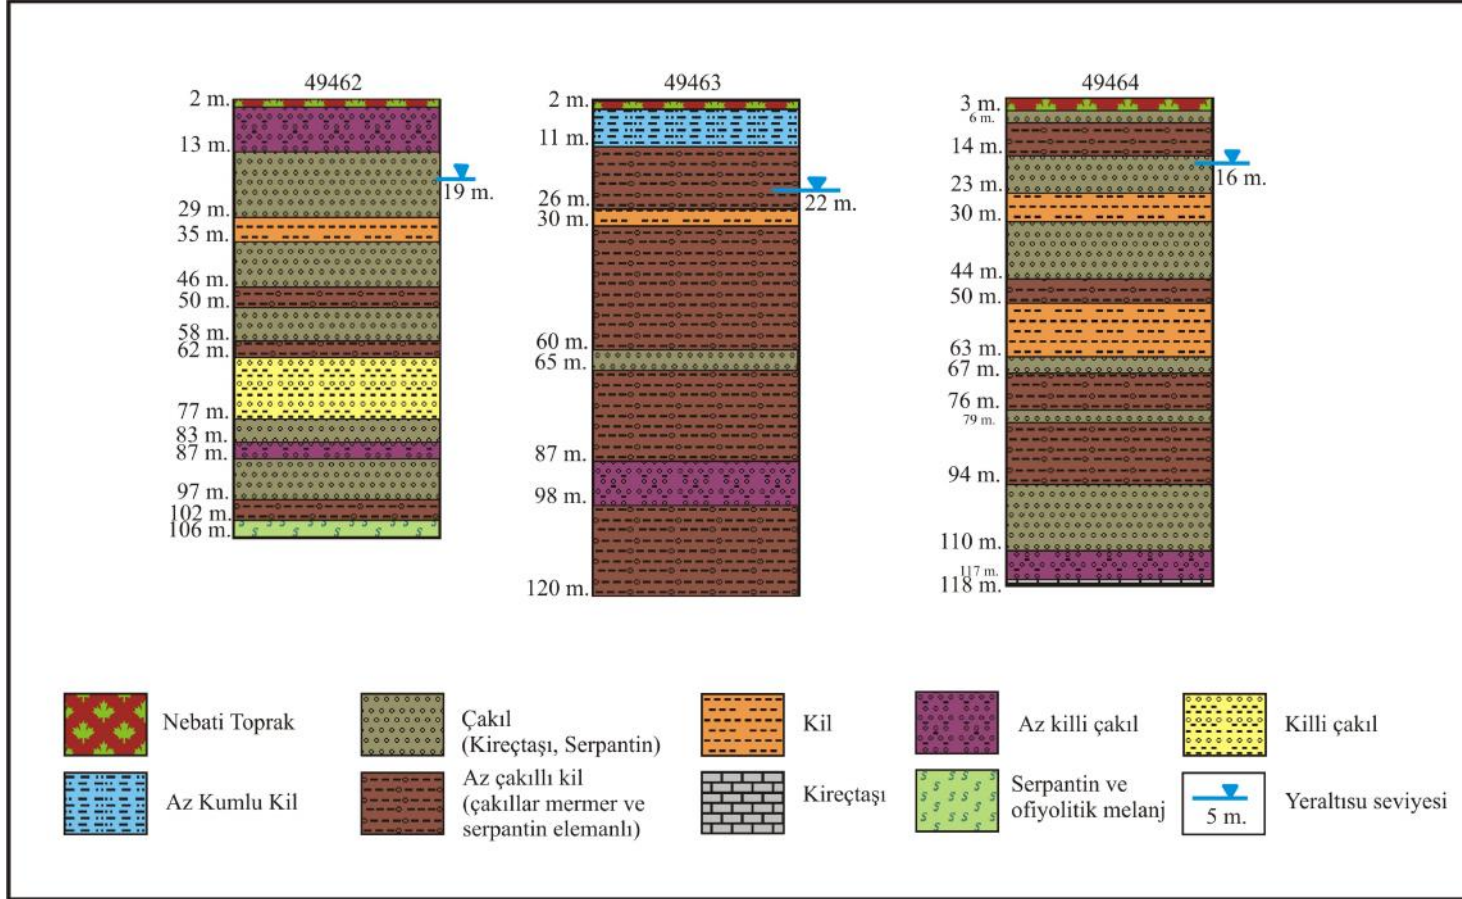 49462
2 m.
13 m.
29 m.
35 m.
46 m.
50 m.
58 m.
62 m.
77 m.
83 m.
87 m.
97 m.
102 m.
106 m.
19 m.
49463
2 m.
11 m.
26 m.
30 m.
60 m.
65 m.
87 m.
98 m.
120 m.
22 m.
49464
3 m.
6 m.
14 m.
23 m.
30 m.
44 m.
50 m.
63 m.
67 m.
76 m.
79 m.
94 m.
110 m.
117 m.
118 m.
16 m.
Nebati Toprak
Çakıl
(Kireçtaşı, Serpantin)
Kil
Az killi çakıl
Killi çakıl
Az Kumlu Kil
Az çakıllı kil
(çakıllar mermer ve
serpantin elemanlı)
Kireçtaşı
Serpantin ve
ofiyolitik melanj
5 m.
Yeraltısu seviyesi